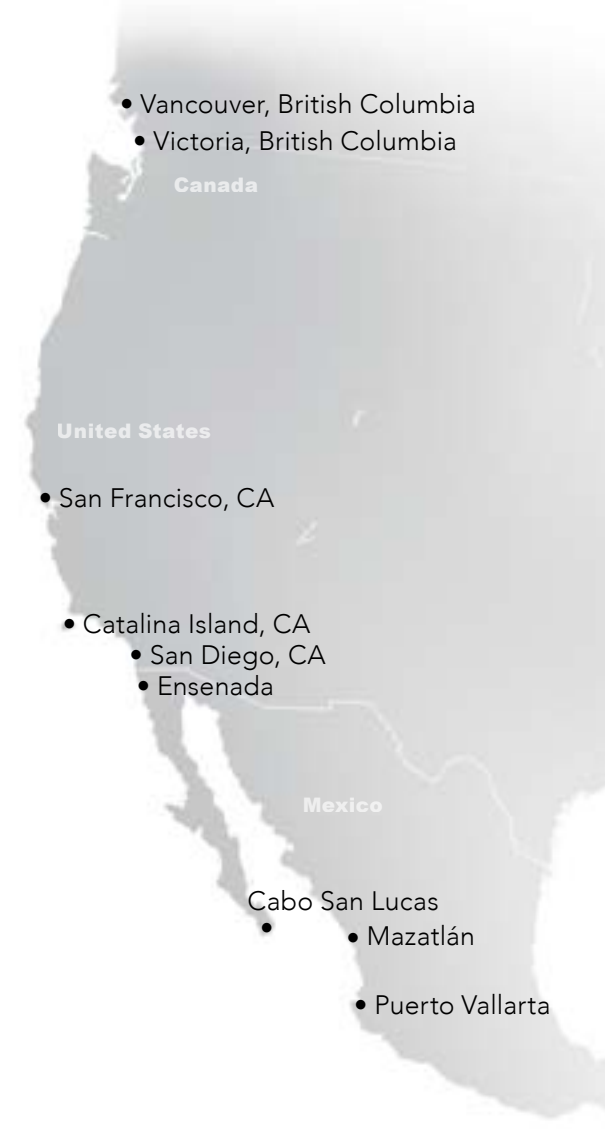 Vancouver, British Columbia
Victoria, British Columbia
Canada
United States
San Francisco, CA
Catalina Island, CA
San Diego, CA
Ensenada
Mexico
Cabo San Lucas
Mazatlán
Puerto Vallarta